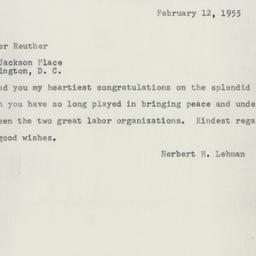 February 12, 1955
er Reuther
Jackson Place
ington, D. C.
nd you my heartiest congratulations on the splendid
h you have so long played in bringing peace and unde
een the two great labor organizations. Kindest rega
good wishes.
Herbert H. Lehman